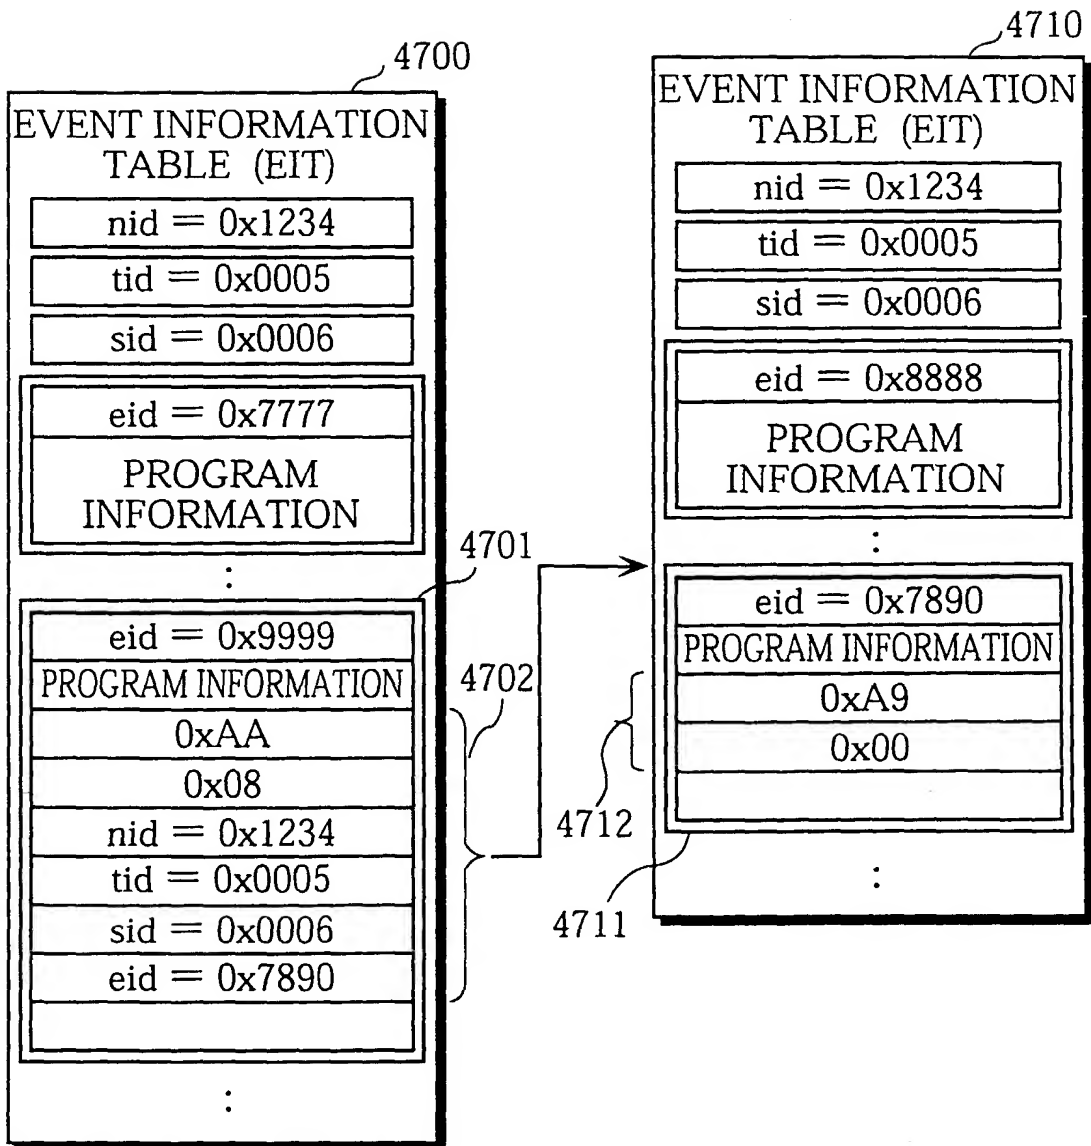 4700
EVENT INFORMATION
TABLE (EIT)
nid = 0x1234
tid = 0x0005
sid = 0x0006
eid = 0x7777
PROGRAM
INFORMATION
:
4701
eid = 0x9999
PROGRAM INFORMATION
4702
0xAA
0x08
nid = 0x1234
tid = 0x0005
sid = 0x0006
eid = 0x7890
:
4710
EVENT INFORMATION
TABLE (EIT)
nid = 0x1234
tid = 0x0005
sid = 0x0006
eid = 0x8888
PROGRAM
INFORMATION
:
eid = 0x7890
PROGRAM INFORMATION
0xA9
0x00
4712
4711
: